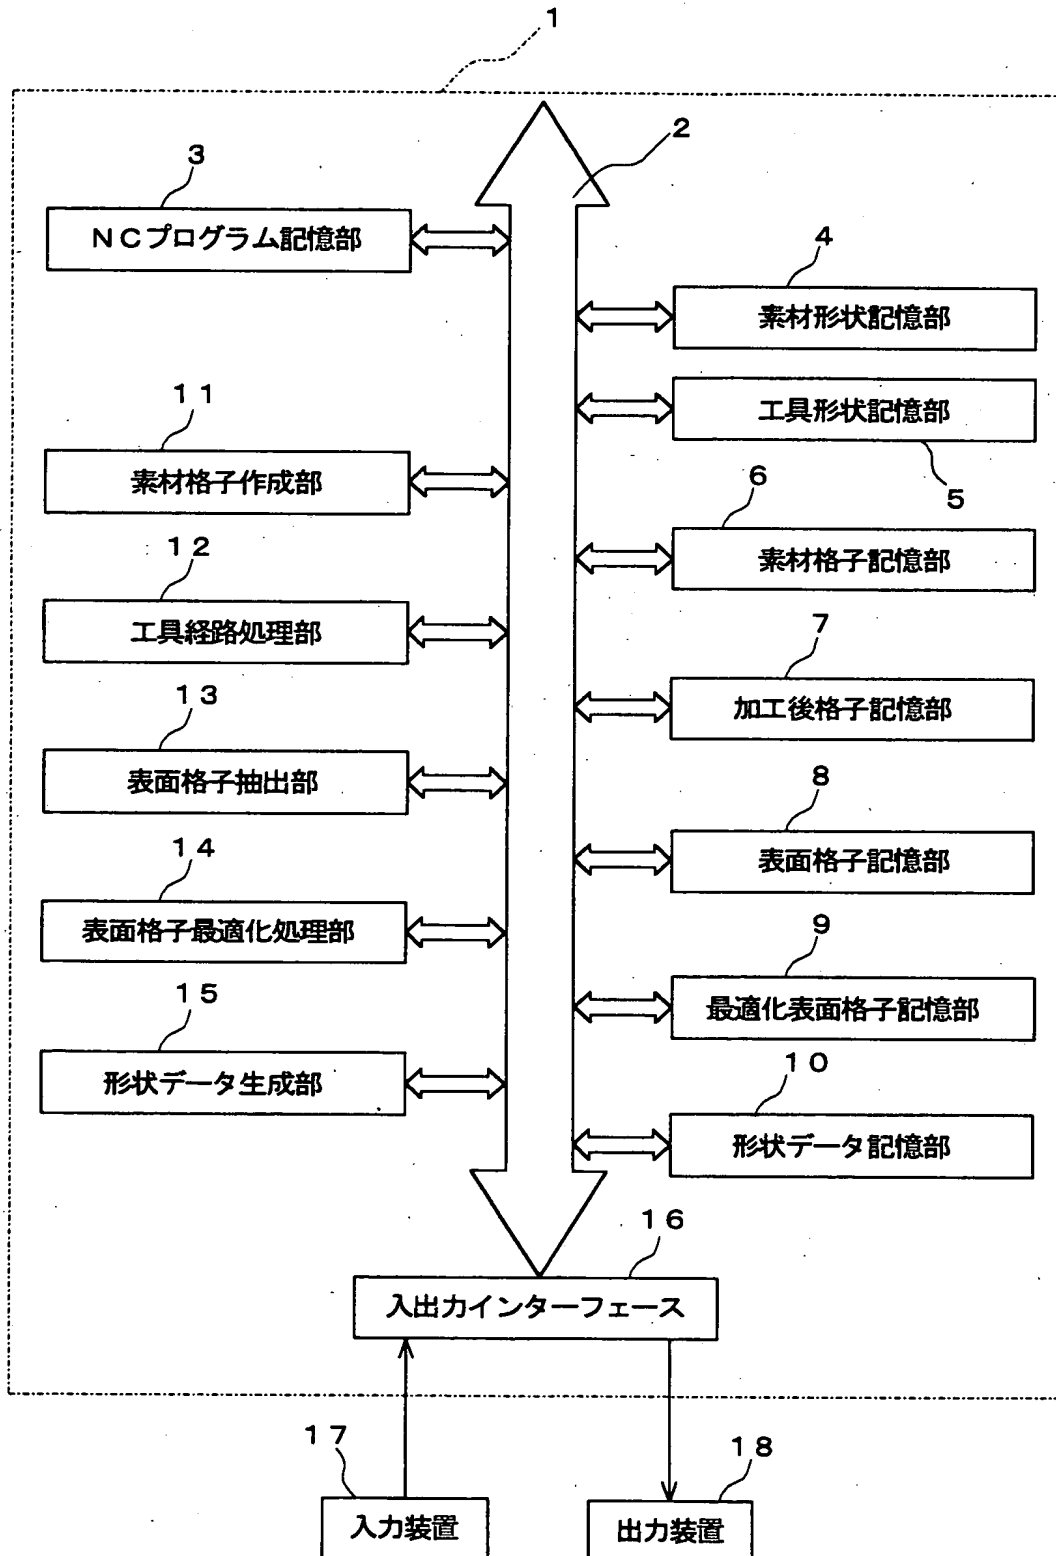 1
2
3
NCプログラム記憶部
4
素材形状記憶部
11
工具形状記憶部
5
素材格子作成部
6
素材格子記憶部
12
工具経路処理部
7
加工後格子記憶部
13
表面格子抽出部
8
表面格子記憶部
14
表面格子最適化処理部
9
最適化表面格子記憶部
15
形状データ生成部
10
形状データ記憶部
16
入出力インターフェース
17
入力装置
18
出力装置